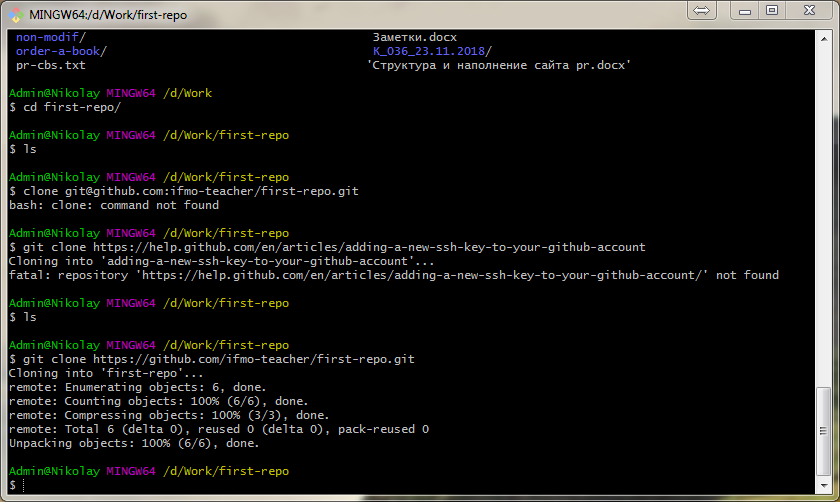 MINGW64:/d/Work/first-repo
non-modif/ Заметки.docx
order-a-book/ K_036_23.11.2018/
pr-cbs.txt 'Структура и наполнение сайта pr.docx'
Admin@Nikolay MINGW64 /d/Work
$ cd first-repo/
Admin@Nikolay MINGW64 /d/Work/first-repo
$ ls
Admin@Nikolay MINGW64 /d/Work/first-repo
$ clone git@github.com:ifmo-teacher/first-repo.git
bash: clone: command not found
Admin@Nikolay MINGW64 /d/Work/first-repo
$ git clone https://help.github.com/en/articles/adding-a-new-ssh-key-to-your-github-account
Cloning into 'adding-a-new-ssh-key-to-your-github-account'...
fatal: repository 'https://help.github.com/en/articles/adding-a-new-ssh-key-to-your-github-account/' not found
Admin@Nikolay MINGW64 /d/Work/first-repo
$ ls
Admin@Nikolay MINGW64 /d/Work/first-repo
$ git clone https://github.com/ifmo-teacher/first-repo.git
Cloning into 'first-repo'...
remote: Enumerating objects: 6, done.
remote: Counting objects: 100% (6/6), done.
remote: Compressing objects: 100% (3/3), done.
remote: Total 6 (delta 0), reused 0 (delta 0), pack-reused 0
Unpacking objects: 100% (6/6), done.
Admin@Nikolay MINGW64 /d/Work/first-repo
$